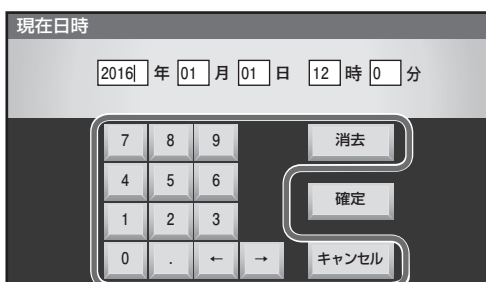 現在日時
2016 年 01 月 01 日 12 時 0 分
7 8 9 消去
4 5 6
確定
1 2 3
0 . ← → キャンセル